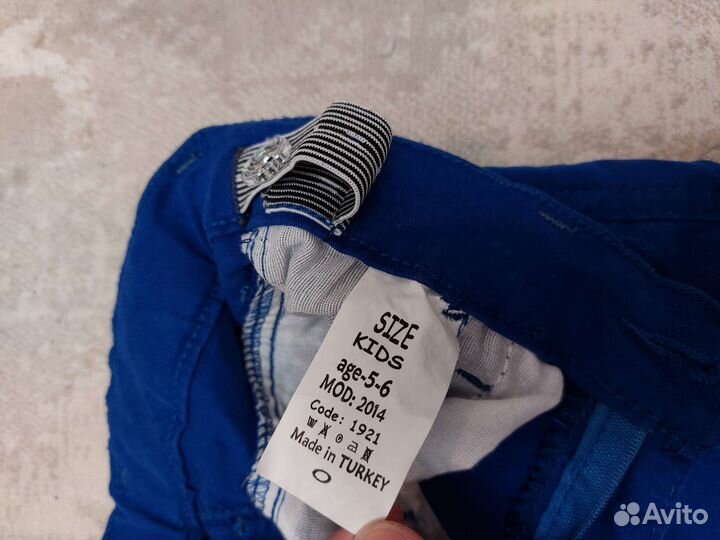 SIZE
KIDS
age-5-6
MOD: 2014
Code: 1921
Made in TURKEY
Avito